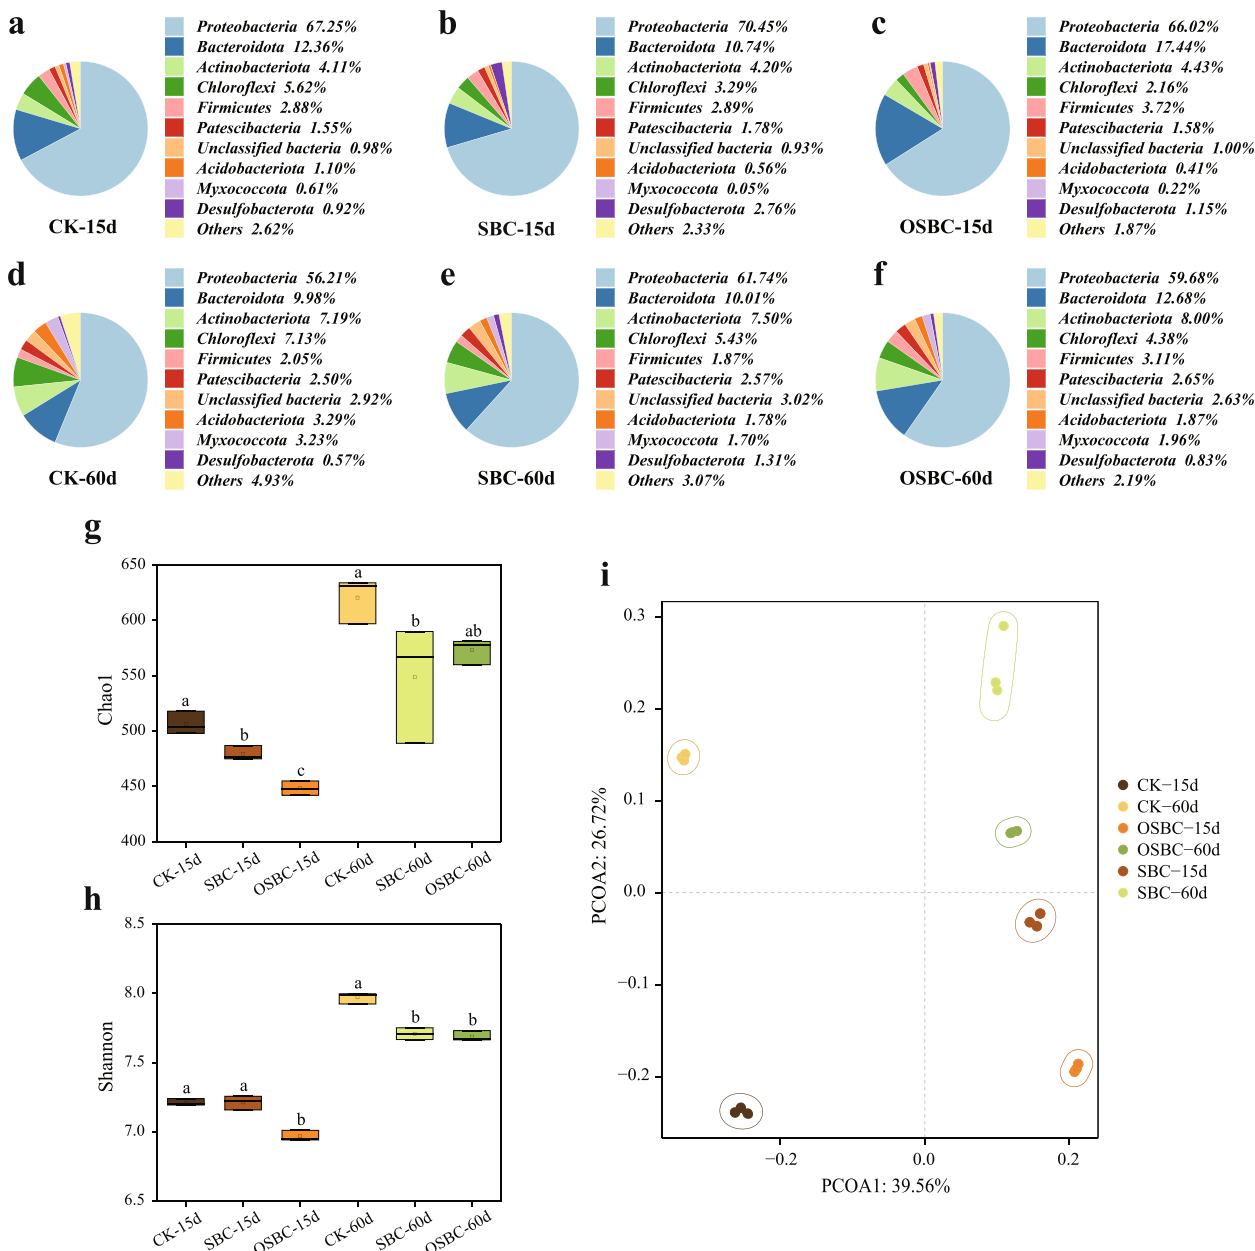 a
Proteobacteria 67.25%
Bacteroidota 12.36%
Actinobacteriota 4.11%
Chloroflexi 5.62%
Firmicutes 2.88%
Patescibacteria 1.55%
Unclassified bacteria 0.98%
Acidobacteriota 1.10%
Myxococcota 0.61%
Desulfobacterota 0.92%
Others 2.62%
CK-15d
b
Proteobacteria 70.45%
Bacteroidota 10.74%
Actinobacteriota 4.20%
Chloroflexi 3.29%
Firmicutes 2.89%
Patescibacteria 1.78%
Unclassified bacteria 0.93%
Acidobacteriota 0.56%
Myxococcota 0.05%
Desulfobacterota 2.76%
Others 2.33%
SBC-15d
c
Proteobacteria 66.02%
Bacteroidota 17.44%
Actinobacteriota 4.43%
Chloroflexi 2.16%
Firmicutes 3.72%
Patescibacteria 1.58%
Unclassified bacteria 1.00%
Acidobacteriota 0.41%
Myxococcota 0.22%
Desulfobacterota 1.15%
Others 1.87%
OSBC-15d
d
Proteobacteria 56.21%
Bacteroidota 9.98%
Actinobacteriota 7.19%
Chloroflexi 7.13%
Firmicutes 2.05%
Patescibacteria 2.50%
Unclassified bacteria 2.92%
Acidobacteriota 3.29%
Myxococcota 3.23%
Desulfobacterota 0.57%
Others 4.93%
CK-60d
e
Proteobacteria 61.74%
Bacteroidota 10.01%
Actinobacteriota 7.50%
Chloroflexi 5.43%
Firmicutes 1.87%
Patescibacteria 2.57%
Unclassified bacteria 3.02%
Acidobacteriota 1.78%
Myxococcota 1.70%
Desulfobacterota 1.31%
Others 3.07%
SBC-60d
f
Proteobacteria 59.68%
Bacteroidota 12.68%
Actinobacteriota 8.00%
Chloroflexi 4.38%
Firmicutes 3.11%
Patescibacteria 2.65%
Unclassified bacteria 2.63%
Acidobacteriota 1.87%
Myxococcota 1.96%
Desulfobacterota 0.83%
Others 2.19%
OSBC-60d
g
Chao1
650
600
550
500
450
400
a
b
c
a
b
ab
CK-15d
SBC-15d
OSBC-15d
CK-60d
SBC-60d
OSBC-60d
h
Shannon
8.5
8.0
7.5
7.0
6.5
a
a
b
a
b
b
CK-15d
SBC-15d
OSBC-15d
CK-60d
SBC-60d
OSBC-60d
i
PCOA2: 26.72%
0.3
0.2
0.1
0.0
−0.1
−0.2
−0.2
0.0
0.2
PCOA1: 39.56%
CK−15d
CK−60d
OSBC−15d
OSBC−60d
SBC−15d
SBC−60d